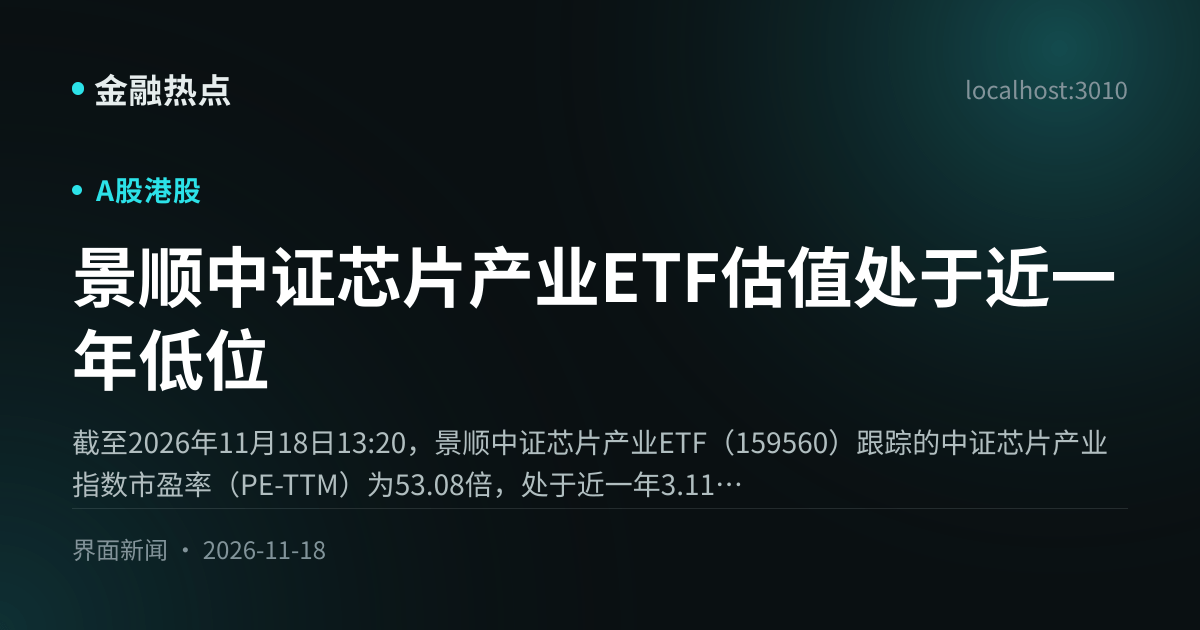 金融热点
localhost:3010
A股港股
景顺中证芯片产业ETF估值处于近一
年低位
截至2026年11月18日13:20，景顺中证芯片产业ETF（159560）跟踪的中证芯片产业
指数市盈率（PE-TTM）为53.08倍，处于近一年3.11…
界面新闻 · 2026-11-18